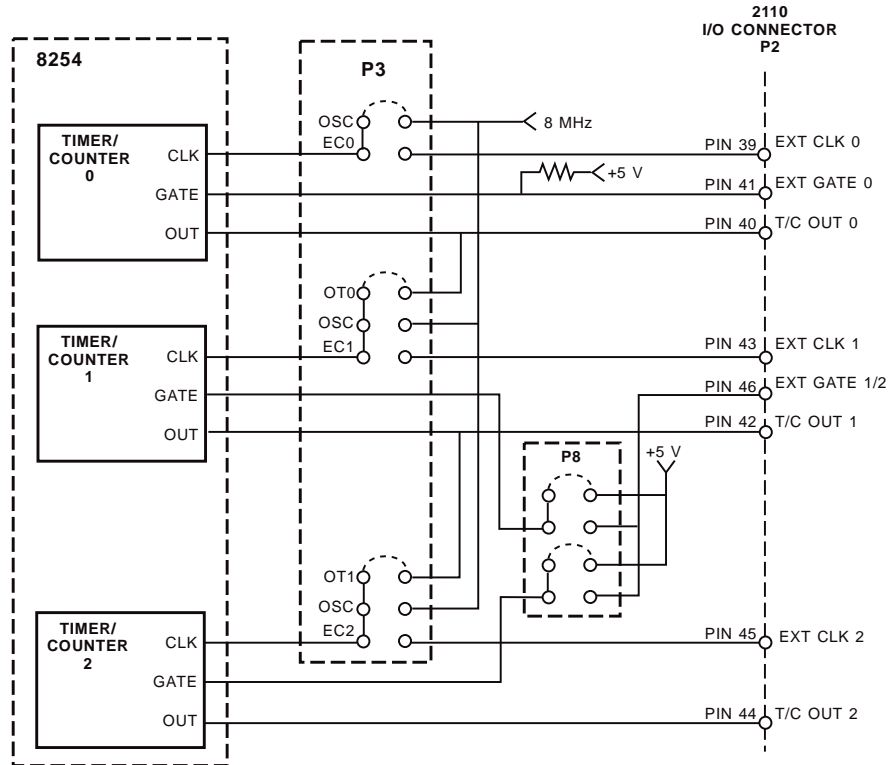 2110
I/O CONNECTOR
P2
8254
P3
TIMER/
COUNTER
0
CLK
GATE
OUT
OSC
EC0
8 MHz
+5 V
PIN 39
EXT CLK 0
PIN 41
EXT GATE 0
PIN 40
T/C OUT 0
TIMER/
COUNTER
1
CLK
GATE
OUT
OT0
OSC
EC1
PIN 43
EXT CLK 1
PIN 46
EXT GATE 1/2
PIN 42
T/C OUT 1
P8
+5 V
TIMER/
COUNTER
2
CLK
GATE
OUT
OT1
OSC
EC2
PIN 45
EXT CLK 2
PIN 44
T/C OUT 2